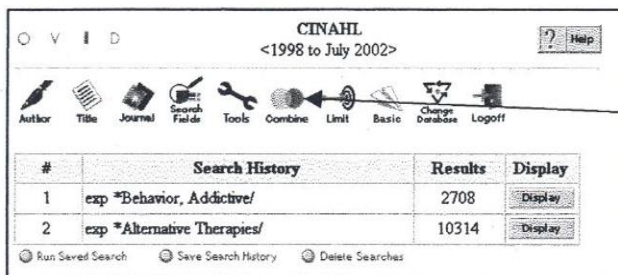 O V I D
CINAHL
<1998 to July 2002>
? Help
Author Title Journal Search Fields Tools Combine Limit Basic Change Database Logoff
# Search History Results Display
1 exp *Behavior, Addictive/ 2708 Display
2 exp *Alternative Therapies/ 10314 Display
Run Saved Search Save Search History Delete Searches